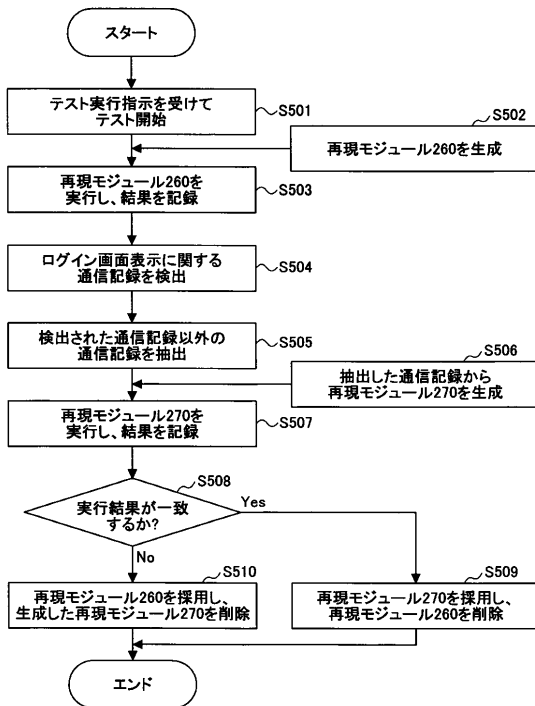 スタート
テスト実行指示を受けて
テスト開始
S501
S502
再現モジュール260を生成
再現モジュール260を
実行し、結果を記録
S503
ログイン画面表示に関する
通信記録を検出
S504
検出された通信記録以外の
通信記録を抽出
S505
S506
抽出した通信記録から
再現モジュール270を生成
再現モジュール270を
実行し、結果を記録
S507
S508
実行結果が一致
するか?
Yes
No
S510
再現モジュール260を採用し、
生成した再現モジュール270を削除
S509
再現モジュール270を採用し、
再現モジュール260を削除
エンド